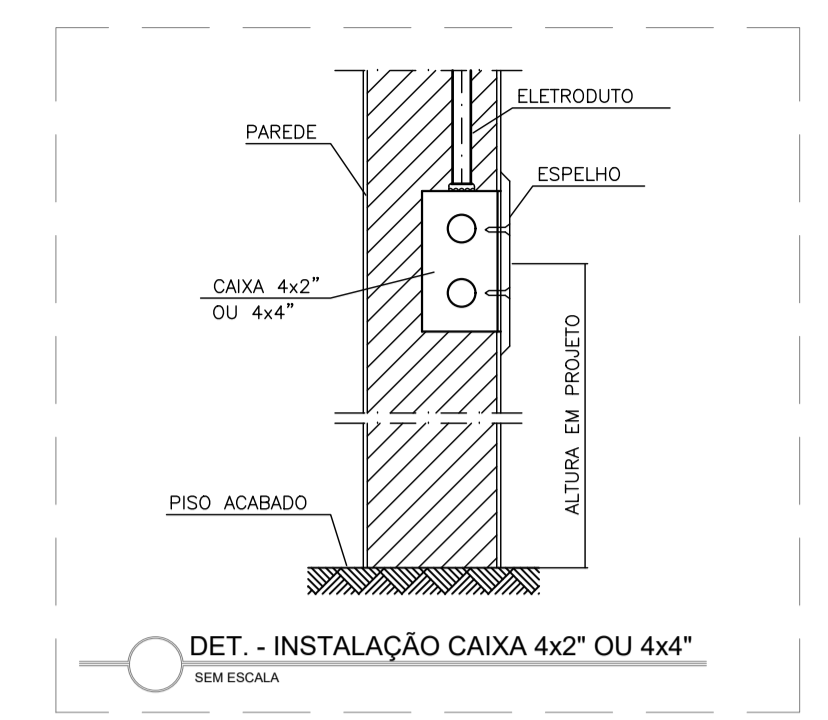 ELETRODUTO
PAREDE
ESPELHO
CAIXA 4x2”
OU 4x4”
ALTURA EM PROJETO
PISO ACABADO
DET. - INSTALAÇÃO CAIXA 4x2" OU 4x4"
SEM ESCALA